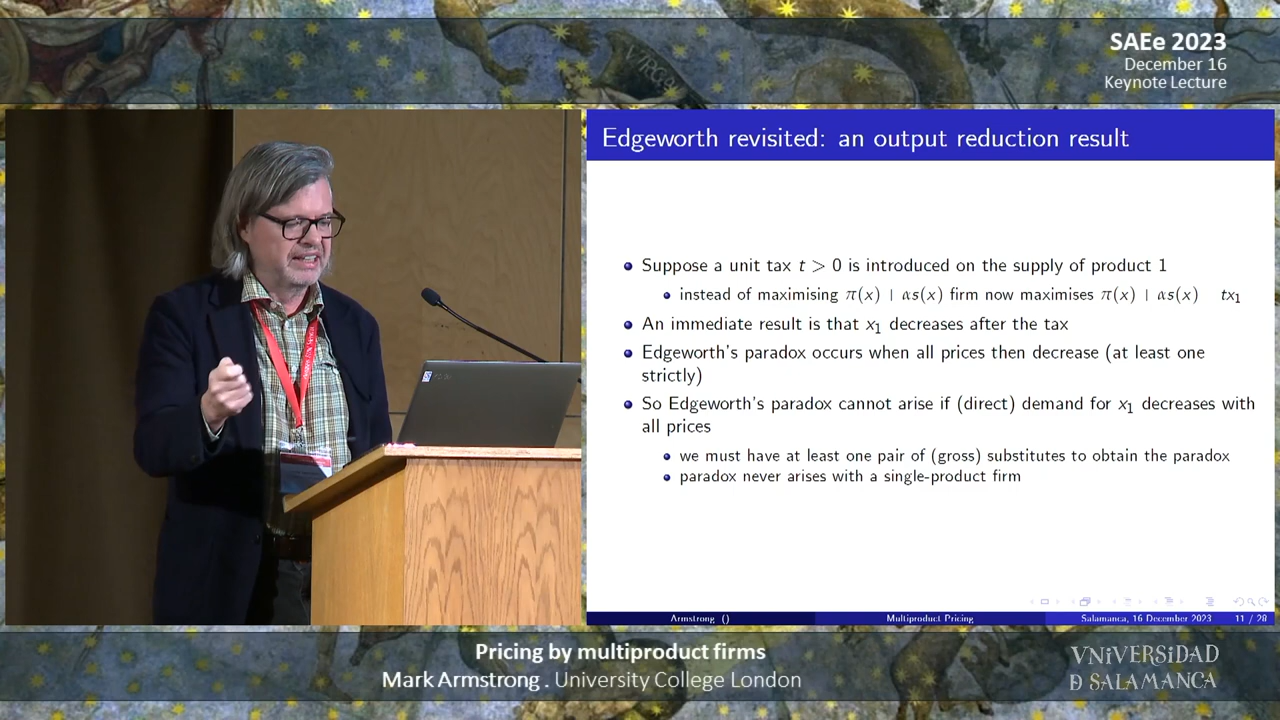 SAEe 2023
December 16
Keynote Lecture
Edgeworth revisited: an output reduction result
Suppose a unit tax t > 0 is introduced on the supply of product 1
instead of maximising π(x) | αs(x) firm now maximises π(x) | αs(x) tx₁
An immediate result is that x₁ decreases after the tax
Edgeworth's paradox occurs when all prices then decrease (at least one
strictly)
So Edgeworth's paradox cannot arise if (direct) demand for x₁ decreases with
all prices
we must have at least one pair of (gross) substitutes to obtain the paradox
paradox never arises with a single-product firm
Armstrong () Multiproduct Pricing Salamanca, 16 December 2023 11 / 28
Pricing by multiproduct firms
Mark Armstrong . University College London
VNiVERSiDAD
Ð SALAMANCA
VIRGO